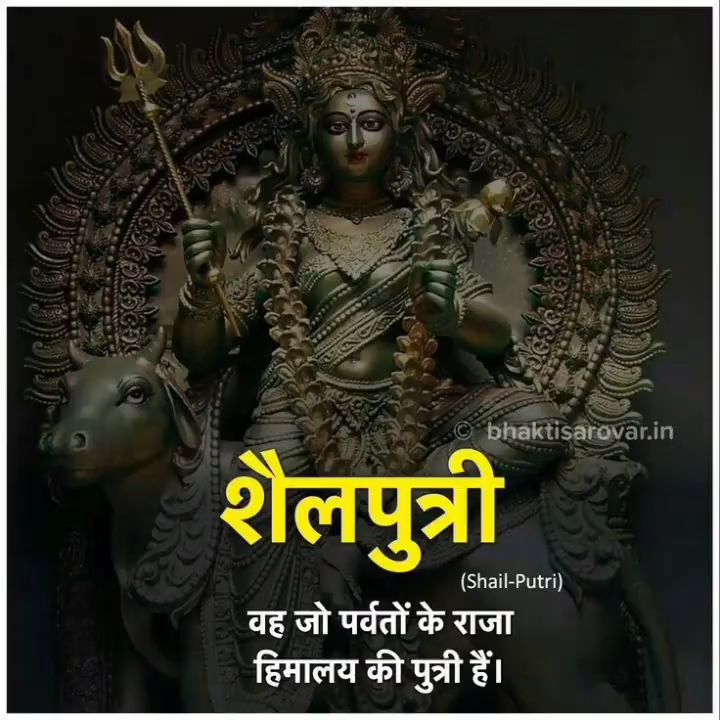 © bhaktisarovar.in
शैलपुत्री
(Shail-Putri)
वह जो पर्वतों के राजा
हिमालय की पुत्री हैं।